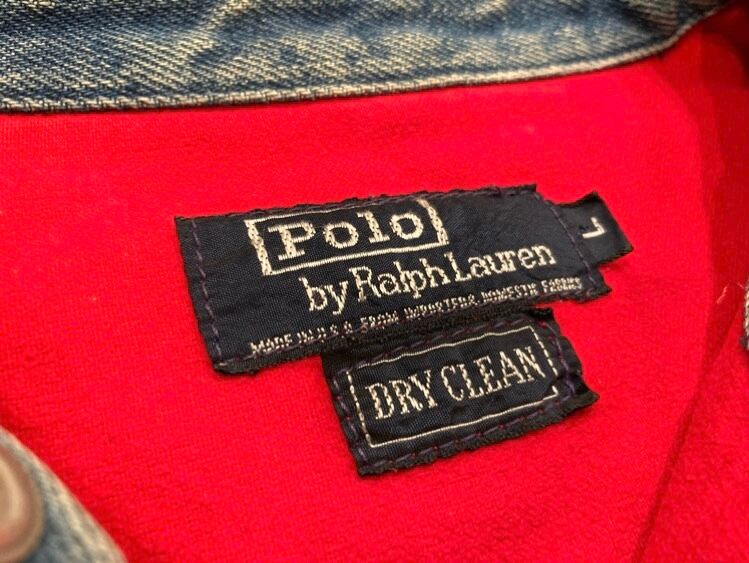 Polo
by Ralph Lauren
MADE IN U.S.A. FROM IMPORTED & DOMESTIC FABRICS
L
DRY CLEAN